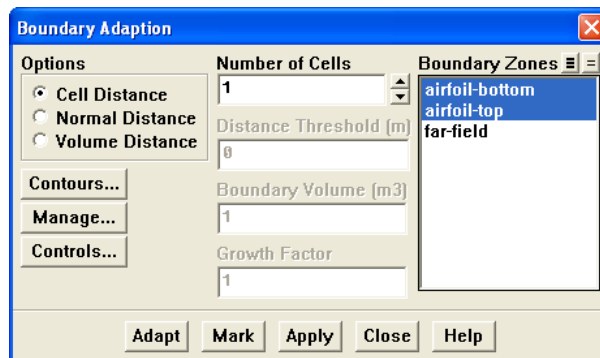 Boundary Adaption
Options
Cell Distance
Normal Distance
Volume Distance
Contours...
Manage...
Controls...
Number of Cells
1
Distance Threshold (m)
0
Boundary Volume (m3)
1
Growth Factor
1
Boundary Zones
airfoil-bottom
airfoil-top
far-field
Adapt Mark Apply Close Help